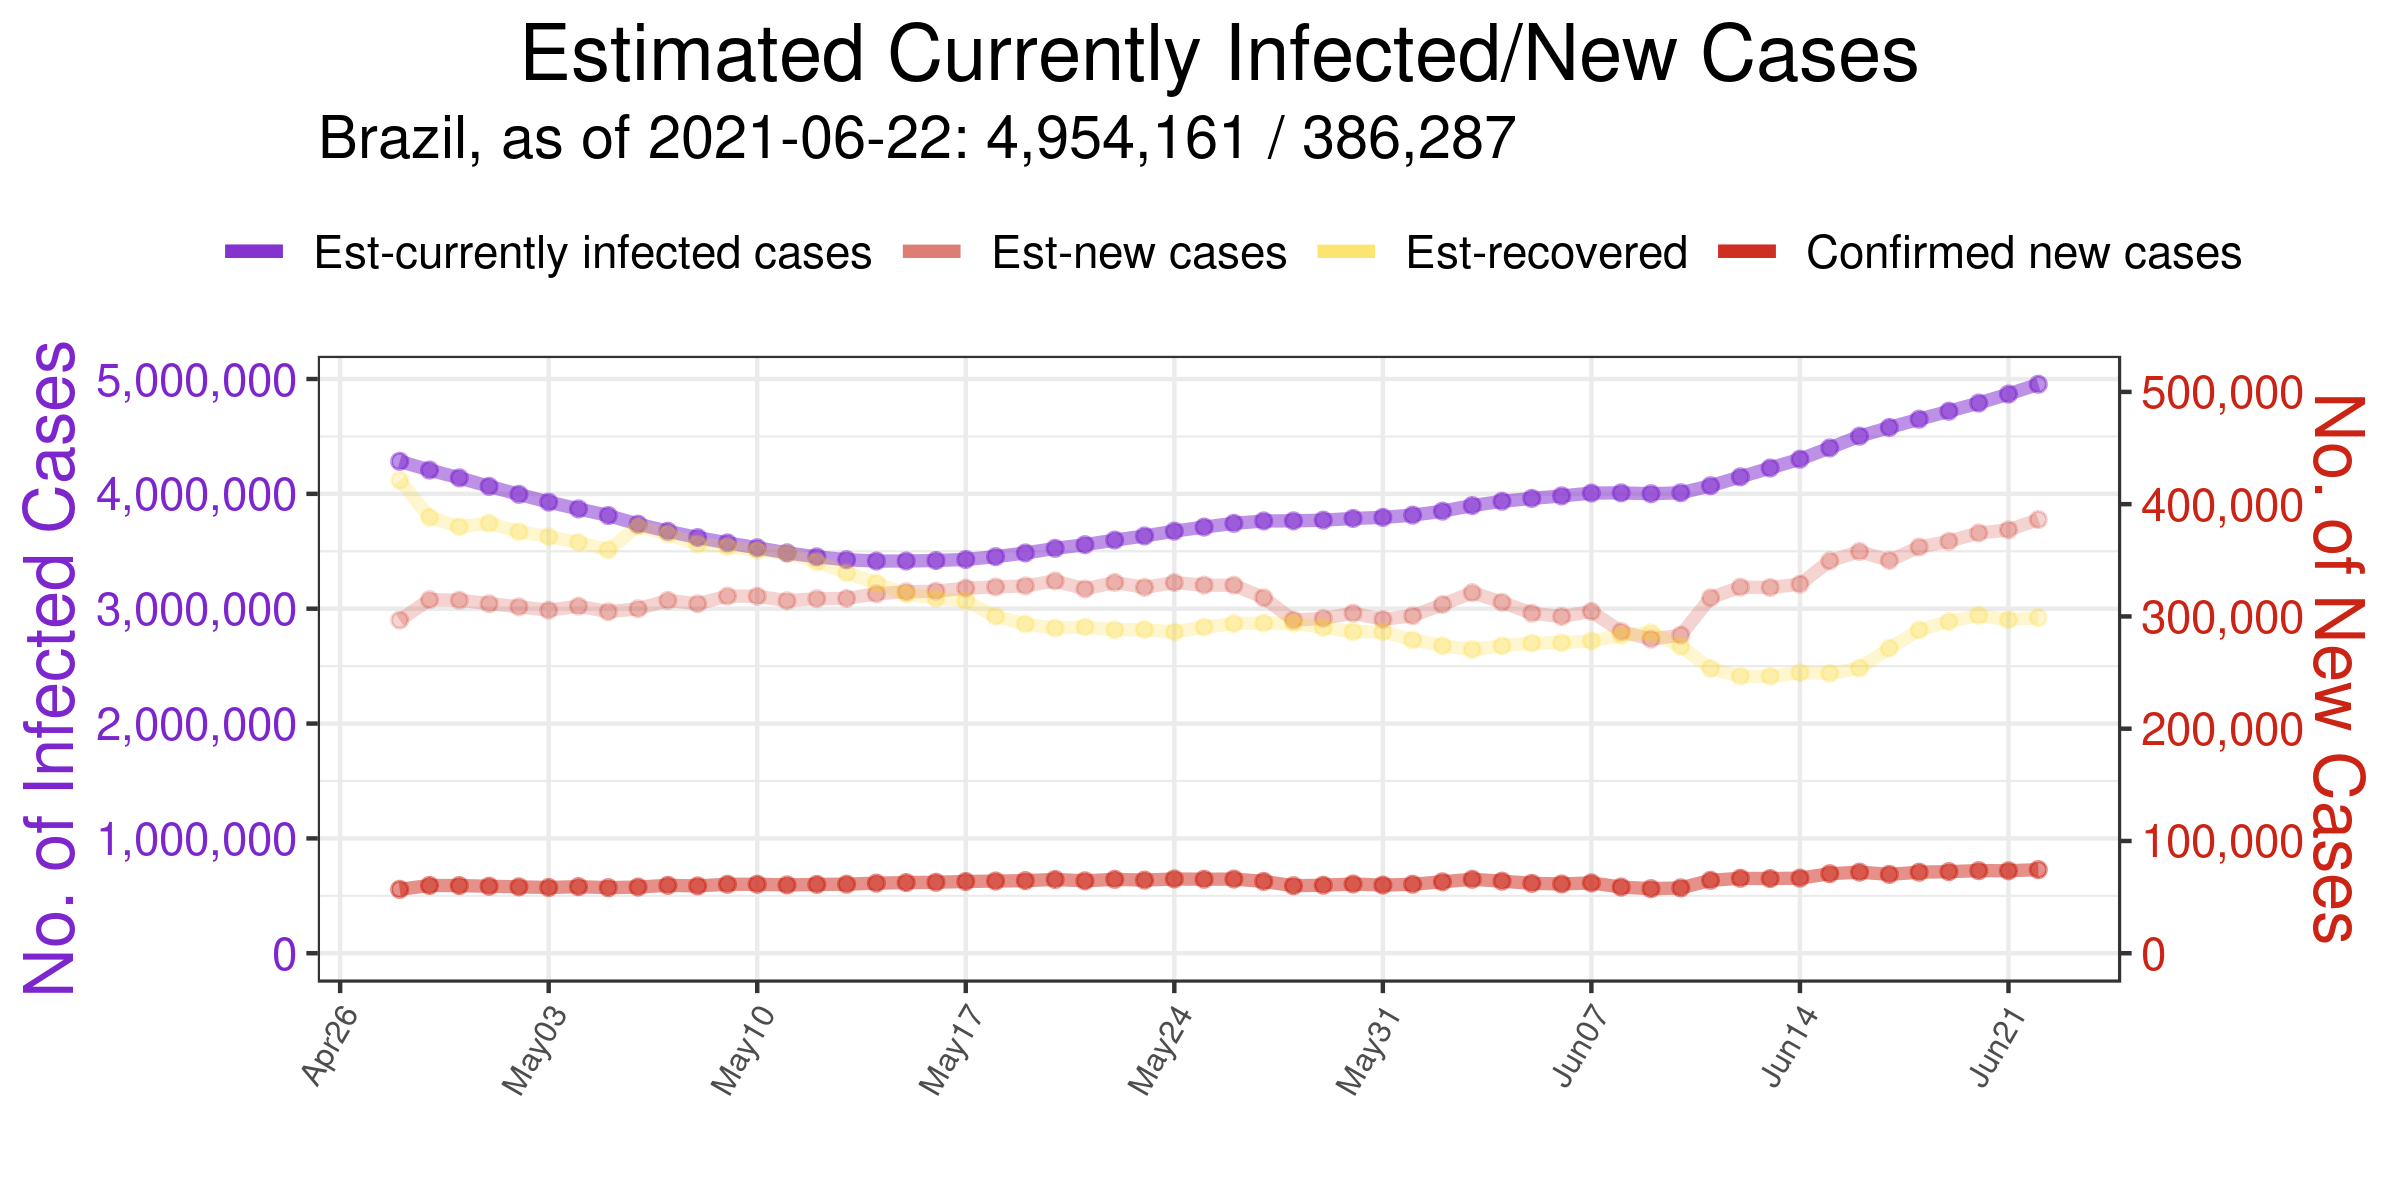 Estimated Currently Infected/New Cases
Brazil, as of 2021-06-22: 4,954,161 / 386,287
Est-currently infected cases Est-new cases Est-recovered Confirmed new cases
No. of Infected Cases
5,000,000
4,000,000
3,000,000
2,000,000
1,000,000
0
500,000
400,000
300,000
200,000
100,000
0
No. of New Cases
Apr26 May03 May10 May17 May24 May31 Jun07 Jun14 Jun21